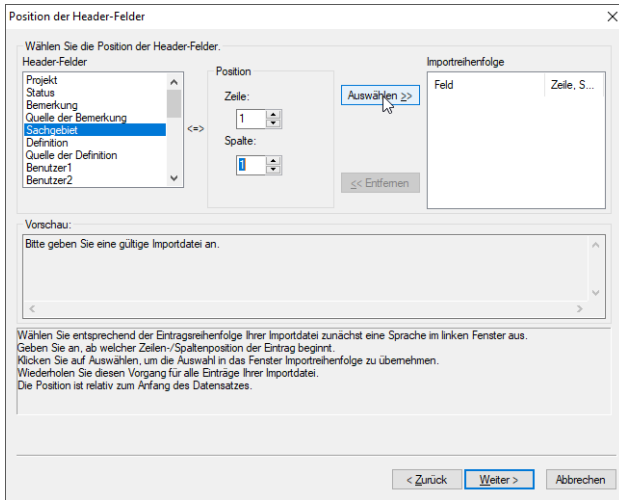 Position der Header-Felder
Wählen Sie die Position der Header-Felder.
Header-Felder
Projekt
Status
Bemerkung
Quelle der Bemerkung
Sachgebiet
Definition
Quelle der Definition
Benutzer1
Benutzer2
<=>
Position
Zeile:
1
Spalte:
1
Auswählen >>
<< Entfernen
Importreihenfolge
Feld Zeile, S...
Vorschau:
Bitte geben Sie eine gültige Importdatei an.
Wählen Sie entsprechend der Eintragsreihenfolge Ihrer Importdatei zunächst eine Sprache im linken Fenster aus.
Geben Sie an, ab welcher Zeilen-/Spaltenposition der Eintrag beginnt.
Klicken Sie auf Auswählen, um die Auswahl in das Fenster Importreihenfolge zu übernehmen.
Wiederholen Sie diesen Vorgang für alle Einträge Ihrer Importdatei.
Die Position ist relativ zum Anfang des Datensatzes.
< Zurück Weiter > Abbrechen